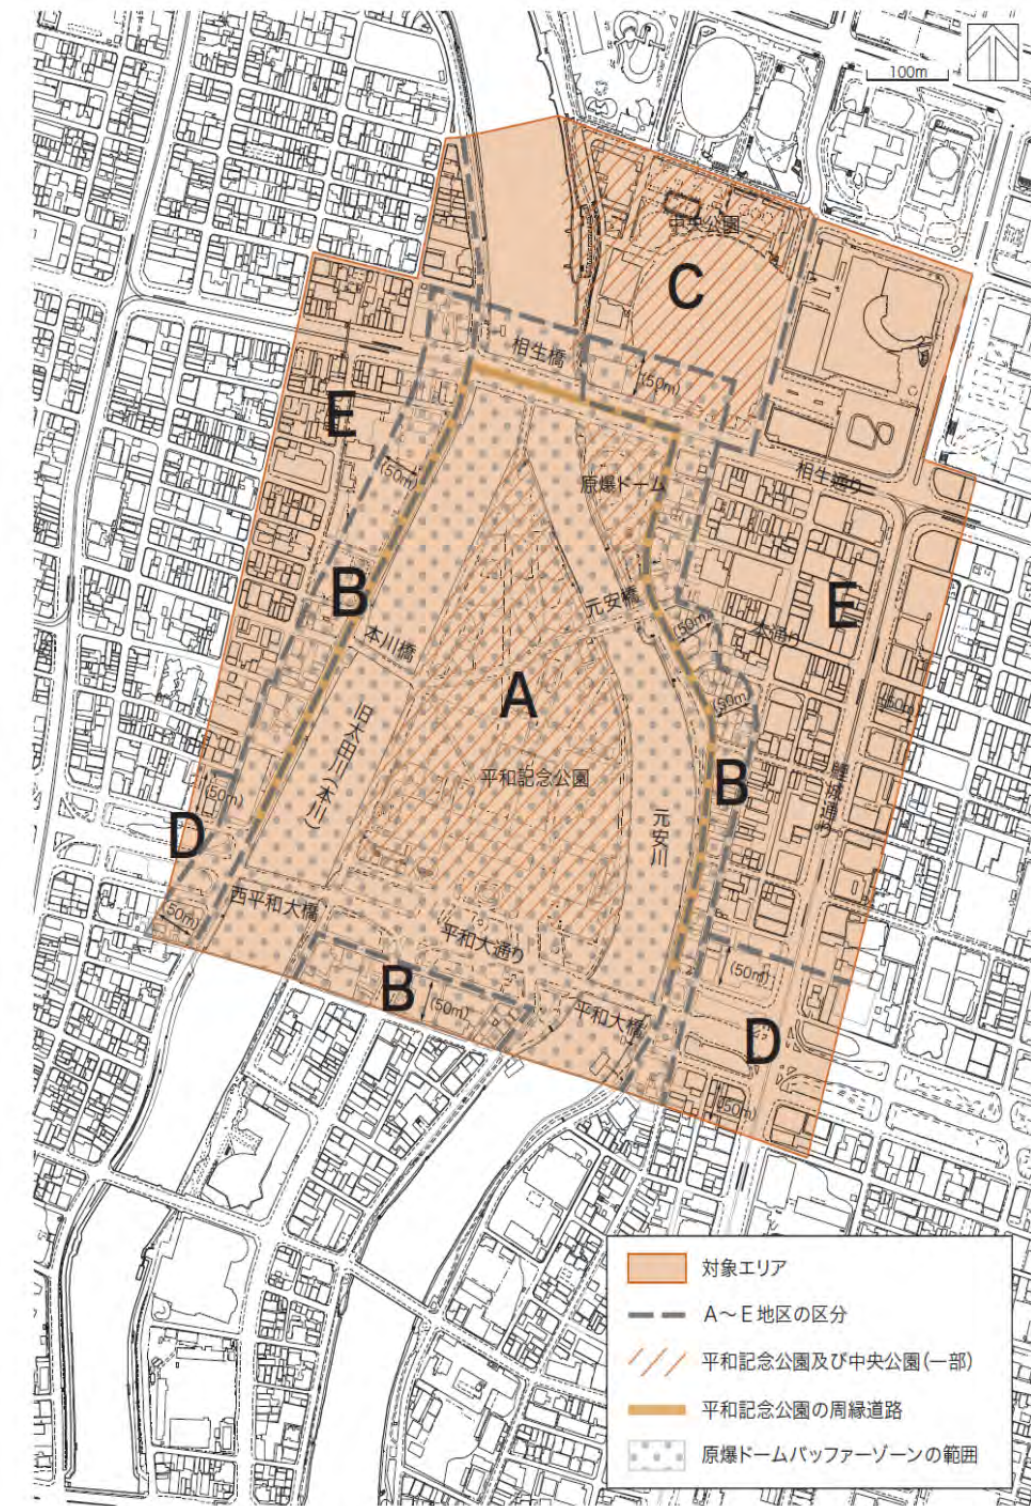 100m
中央公園
C
相生橋
(50m)
E
(50m)
原爆ドーム
相生通り
B
元安橋
(50m)
本通り
E
本川橋
A
(50m)
(50m)
旧太田川(本川)
平和記念公園
B
鯉城通り
(50m)
D
元安川
西平和大橋
(50m)
平和大通り
(50m)
B
(50m)
平和大橋
D
(50m)
対象エリア
A〜E地区の区分
平和記念公園及び中央公園(一部)
平和記念公園の周縁道路
原爆ドームバッファーゾーンの範囲